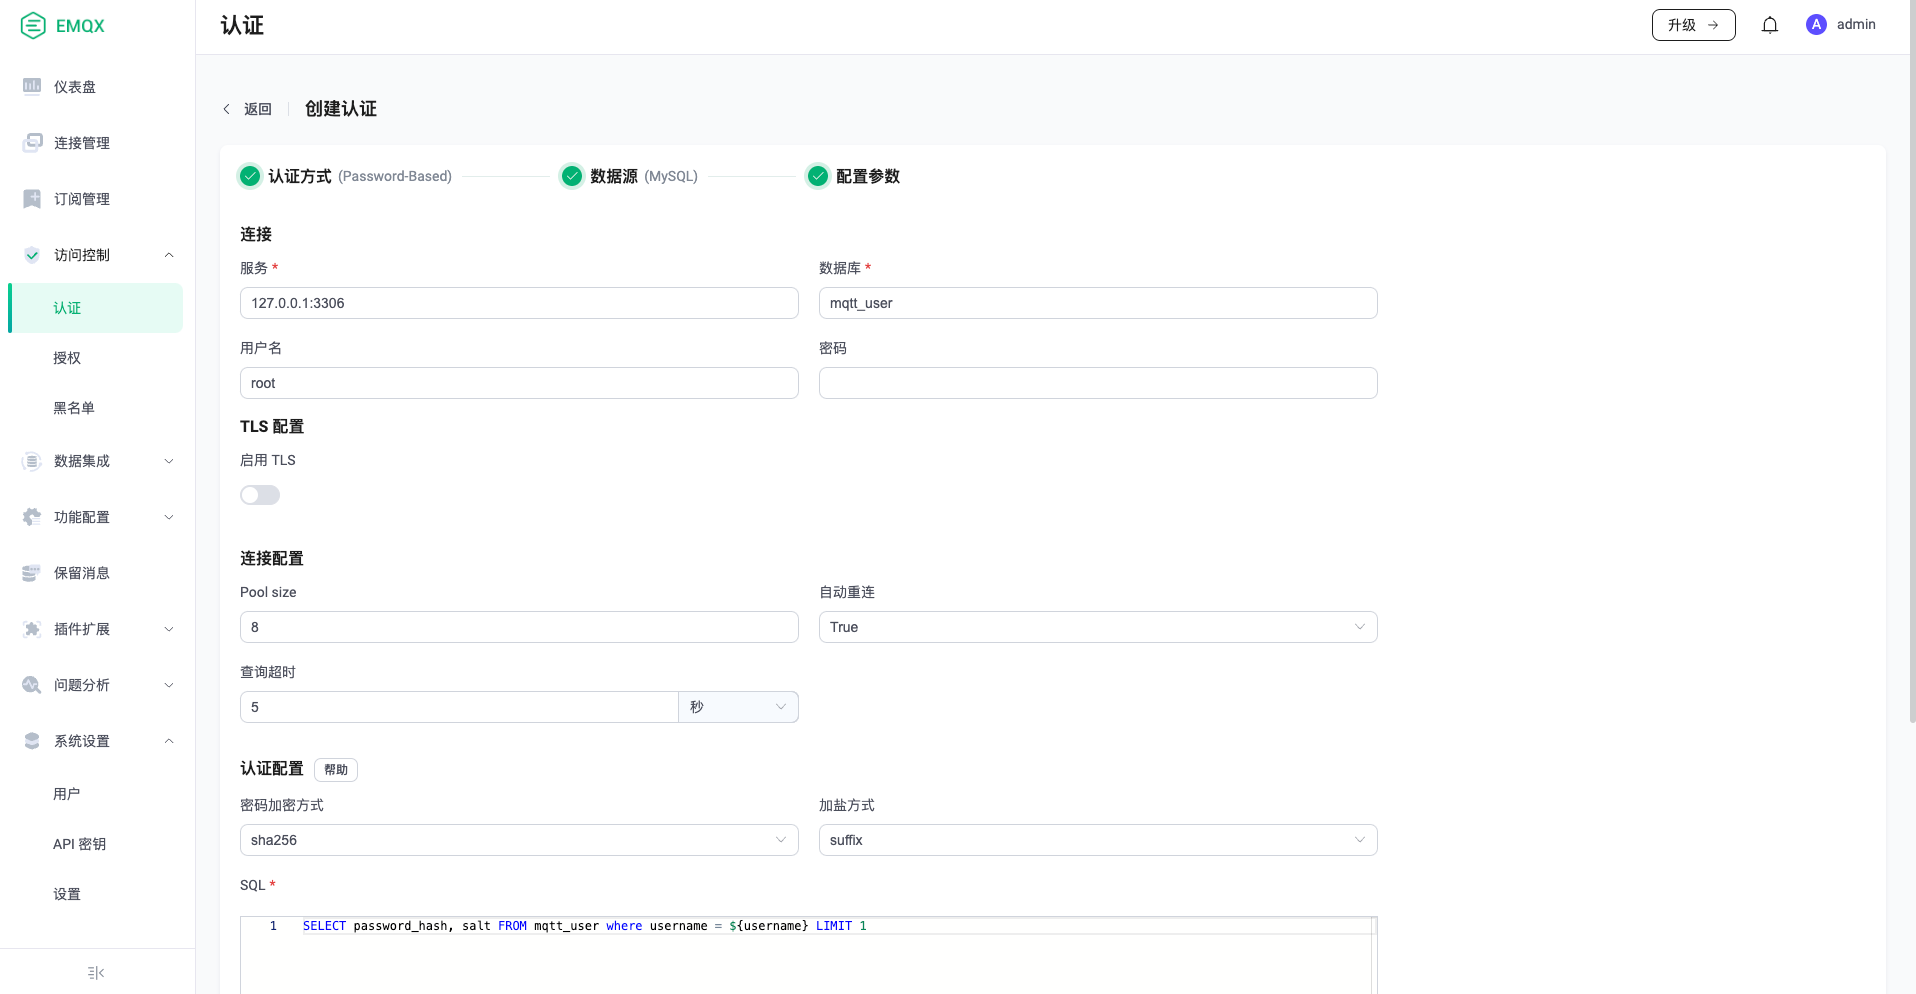 EMQX
认证
升级 →
A admin
仪表盘
连接管理
订阅管理
访问控制
认证
授权
黑名单
数据集成
功能配置
保留消息
插件扩展
问题分析
系统设置
用户
API 密钥
设置
返回
创建认证
认证方式 (Password-Based)
数据源 (MySQL)
配置参数
连接
服务 *
数据库 *
127.0.0.1:3306
mqtt_user
用户名
密码
root
TLS 配置
启用 TLS
连接配置
Pool size
自动重连
8
True
查询超时
5
秒
认证配置
帮助
密码加密方式
加盐方式
sha256
suffix
SQL *
1 SELECT password_hash, salt FROM mqtt_user where username = ${username} LIMIT 1